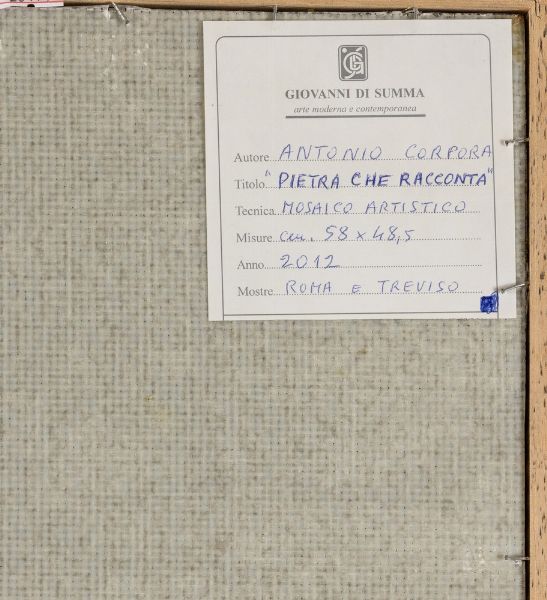 GIOVANNI DI SUMMA
arte moderna e contemporanea
Autore ANTONIO CORPORA
Titolo "PIETRA CHE RACCONTA"
Tecnica MOSAICO ARTISTICO
Misure cm. 58 x 48,5
Anno 2012
Mostre ROMA E TREVISO